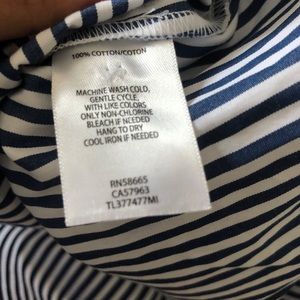 100% COTTON/COTON
MACHINE WASH COLD,
GENTLE CYCLE,
WITH LIKE COLORS
ONLY NON-CHLORINE
BLEACH IF NEEDED
HANG TO DRY
COOL IRON IF NEEDED
RN58665
CA57963
TL377477MI